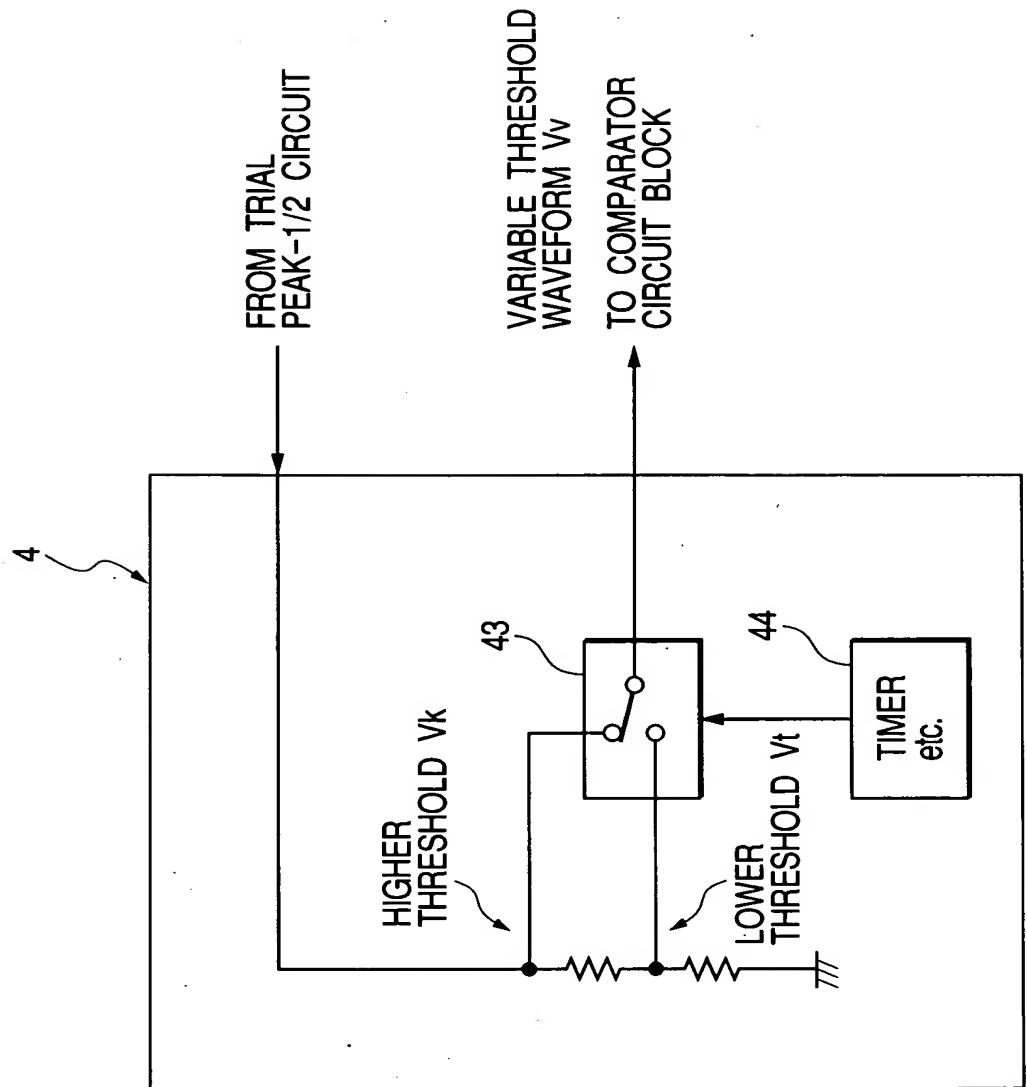 4
FROM TRIAL
PEAK-1/2 CIRCUIT
VARIABLE THRESHOLD
WAVEFORM Vv
TO COMPARATOR
CIRCUIT BLOCK
HIGHER
THRESHOLD Vk
43
LOWER
THRESHOLD Vt
44
TIMER
etc.